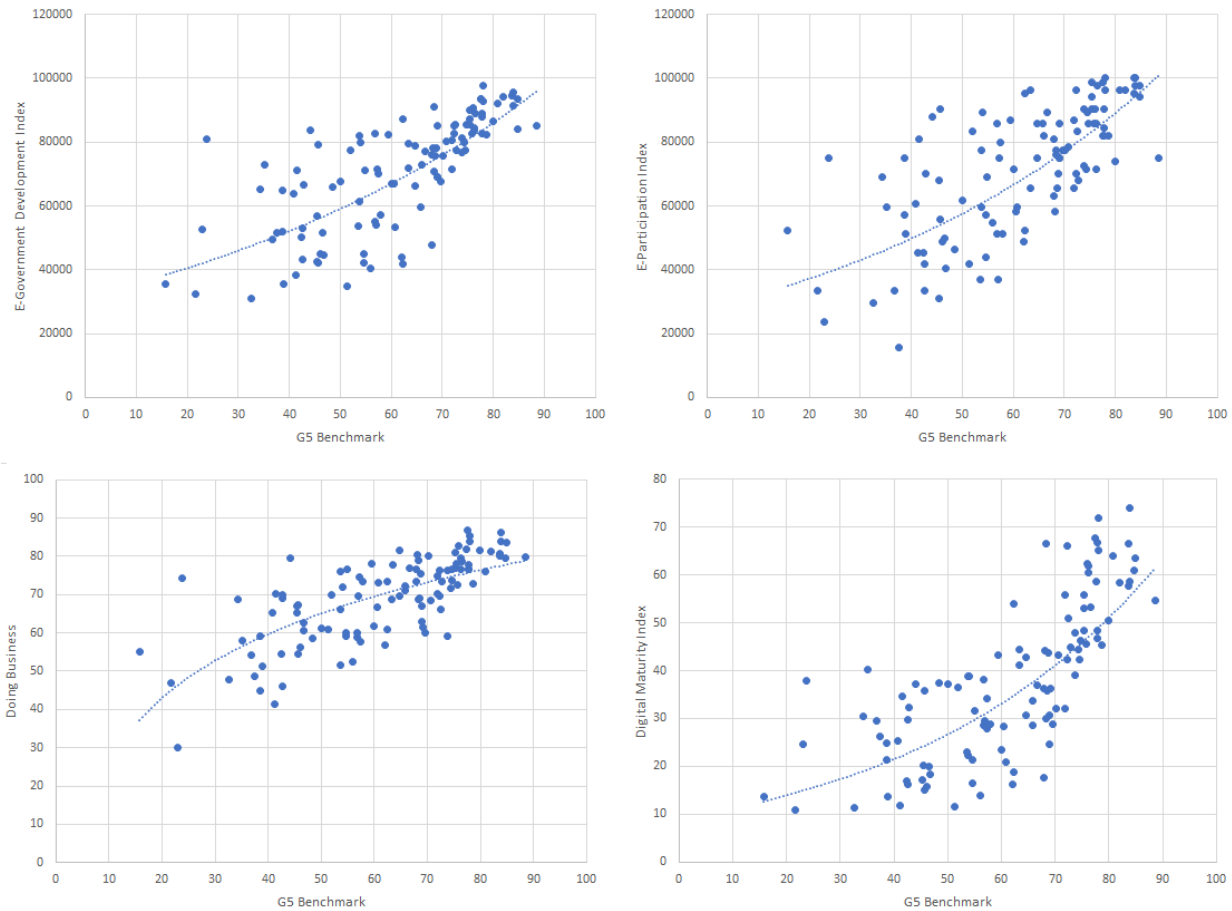 120000
100000
80000
60000
40000
20000
0
E-Government Development Index
0 10 20 30 40 50 60 70 80 90 100
G5 Benchmark
120000
100000
80000
60000
40000
20000
0
E-Participation Index
0 10 20 30 40 50 60 70 80 90 100
G5 Benchmark
100
90
80
70
60
50
40
30
20
10
0
Doing Business
0 10 20 30 40 50 60 70 80 90 100
G5 Benchmark
80
70
60
50
40
30
20
10
0
Digital Maturity Index
0 10 20 30 40 50 60 70 80 90 100
G5 Benchmark